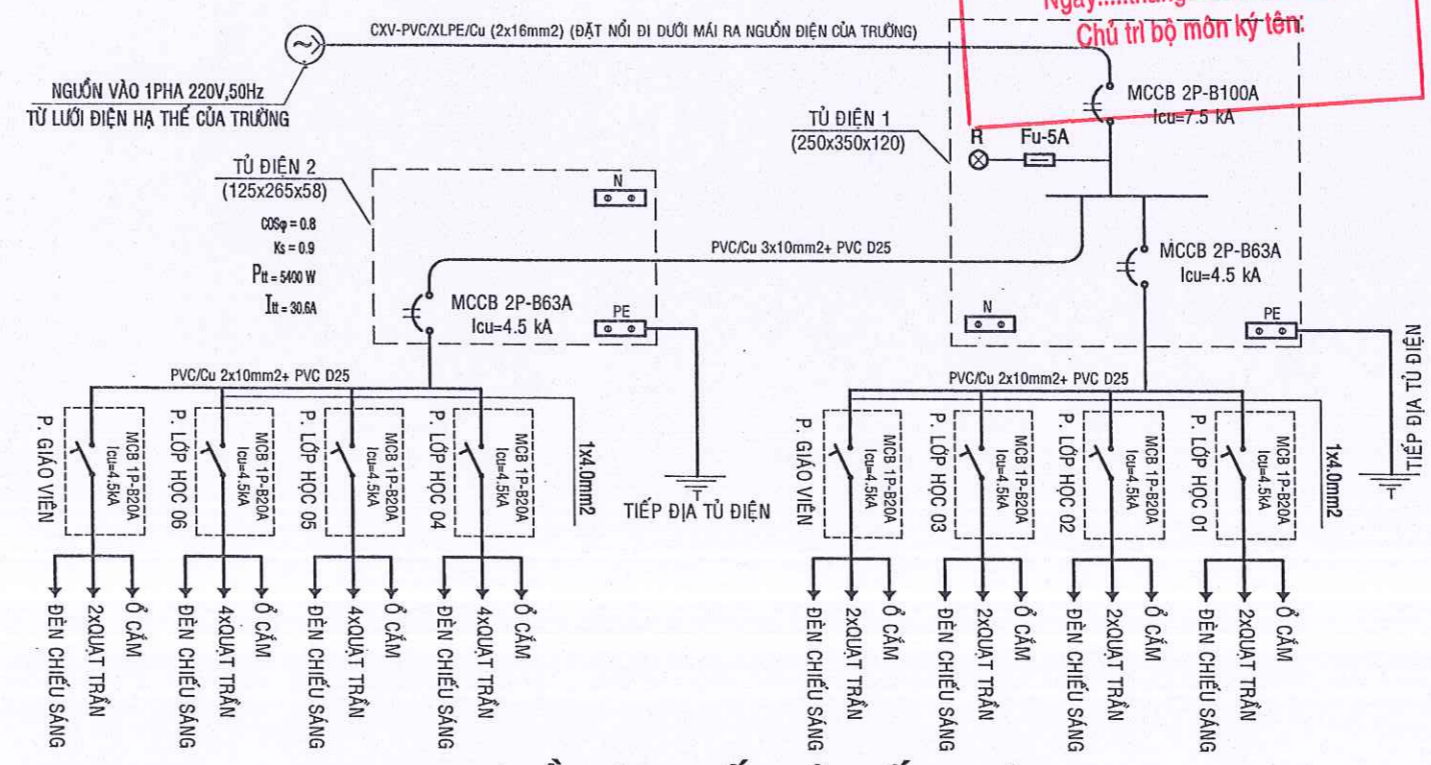 Ngày.....tháng
Chủ trì bộ môn ký tên:
CXV-PVC/XLPE/Cu (2x16mm2) (ĐẶT NỔI ĐI DƯỚI MÁI RA NGUỒN ĐIỆN CỦA TRƯỜNG)
NGUỒN VÀO 1PHA 220V,50Hz
TỪ LƯỚI ĐIỆN HẠ THẾ CỦA TRƯỜNG
MCCB 2P-B100A
Icu=7.5 kA
TỦ ĐIỆN 1
(250x350x120)
R
Fu-5A
TỦ ĐIỆN 2
(125x265x58)
COSφ = 0.8
Ks = 0.9
Ptt = 5400 W
Itt = 30.6A
N
PVC/Cu 3x10mm2+ PVC D25
MCCB 2P-B63A
Icu=4.5 kA
PE
MCCB 2P-B63A
Icu=4.5 kA
N
PE
TIẾP ĐỊA TỦ ĐIỆN
PVC/Cu 2x10mm2+ PVC D25
P. GIÁO VIÊN
MCB 1P-B20A
Icu=4.5kA
P. LỚP HỌC 06
MCB 1P-B20A
Icu=4.5kA
P. LỚP HỌC 05
MCB 1P-B20A
Icu=4.5kA
P. LỚP HỌC 04
MCB 1P-B20A
Icu=4.5kA
1x4.0mm2
TIẾP ĐỊA TỦ ĐIỆN
PVC/Cu 2x10mm2+ PVC D25
P. GIÁO VIÊN
MCB 1P-B20A
Icu=4.5kA
P. LỚP HỌC 03
MCB 1P-B20A
Icu=4.5kA
P. LỚP HỌC 02
MCB 1P-B20A
Icu=4.5kA
P. LỚP HỌC 01
MCB 1P-B20A
Icu=4.5kA
1x4.0mm2
ĐÈN CHIẾU SÁNG
2xQUẠT TRẦN
Ổ CẮM
ĐÈN CHIẾU SÁNG
4xQUẠT TRẦN
Ổ CẮM
ĐÈN CHIẾU SÁNG
4xQUẠT TRẦN
Ổ CẮM
ĐÈN CHIẾU SÁNG
4xQUẠT TRẦN
Ổ CẮM
ĐÈN CHIẾU SÁNG
2xQUẠT TRẦN
Ổ CẮM
ĐÈN CHIẾU SÁNG
2xQUẠT TRẦN
Ổ CẮM
ĐÈN CHIẾU SÁNG
2xQUẠT TRẦN
Ổ CẮM
ĐÈN CHIẾU SÁNG
2xQUẠT TRẦN
Ổ CẮM